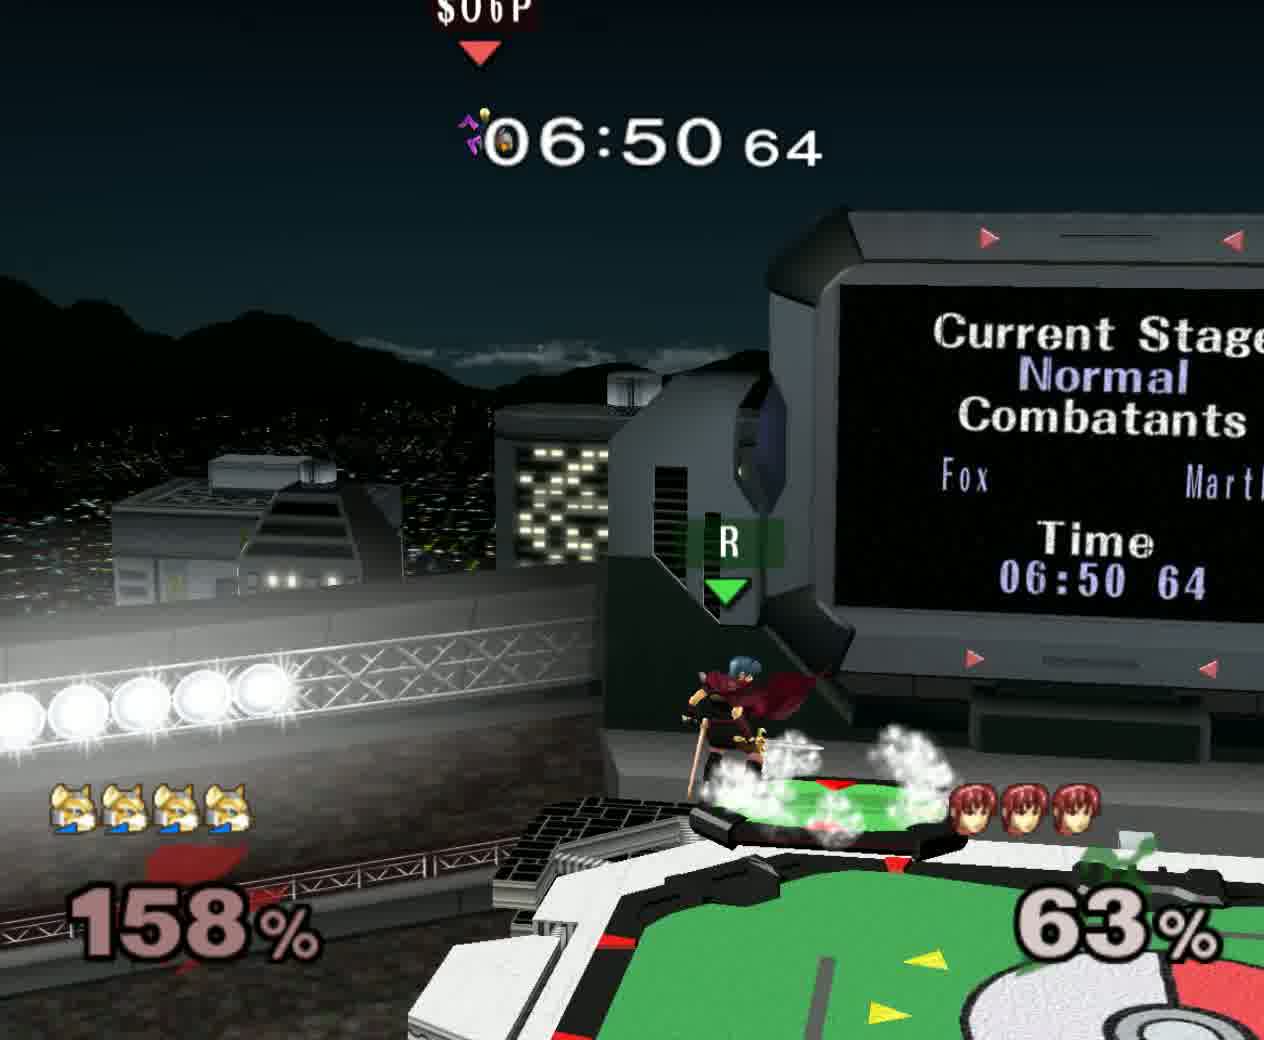 $06P
06:50 64
Current Stage
Normal
Combatants
Fox
Time
06:50 64
R
158%
63%